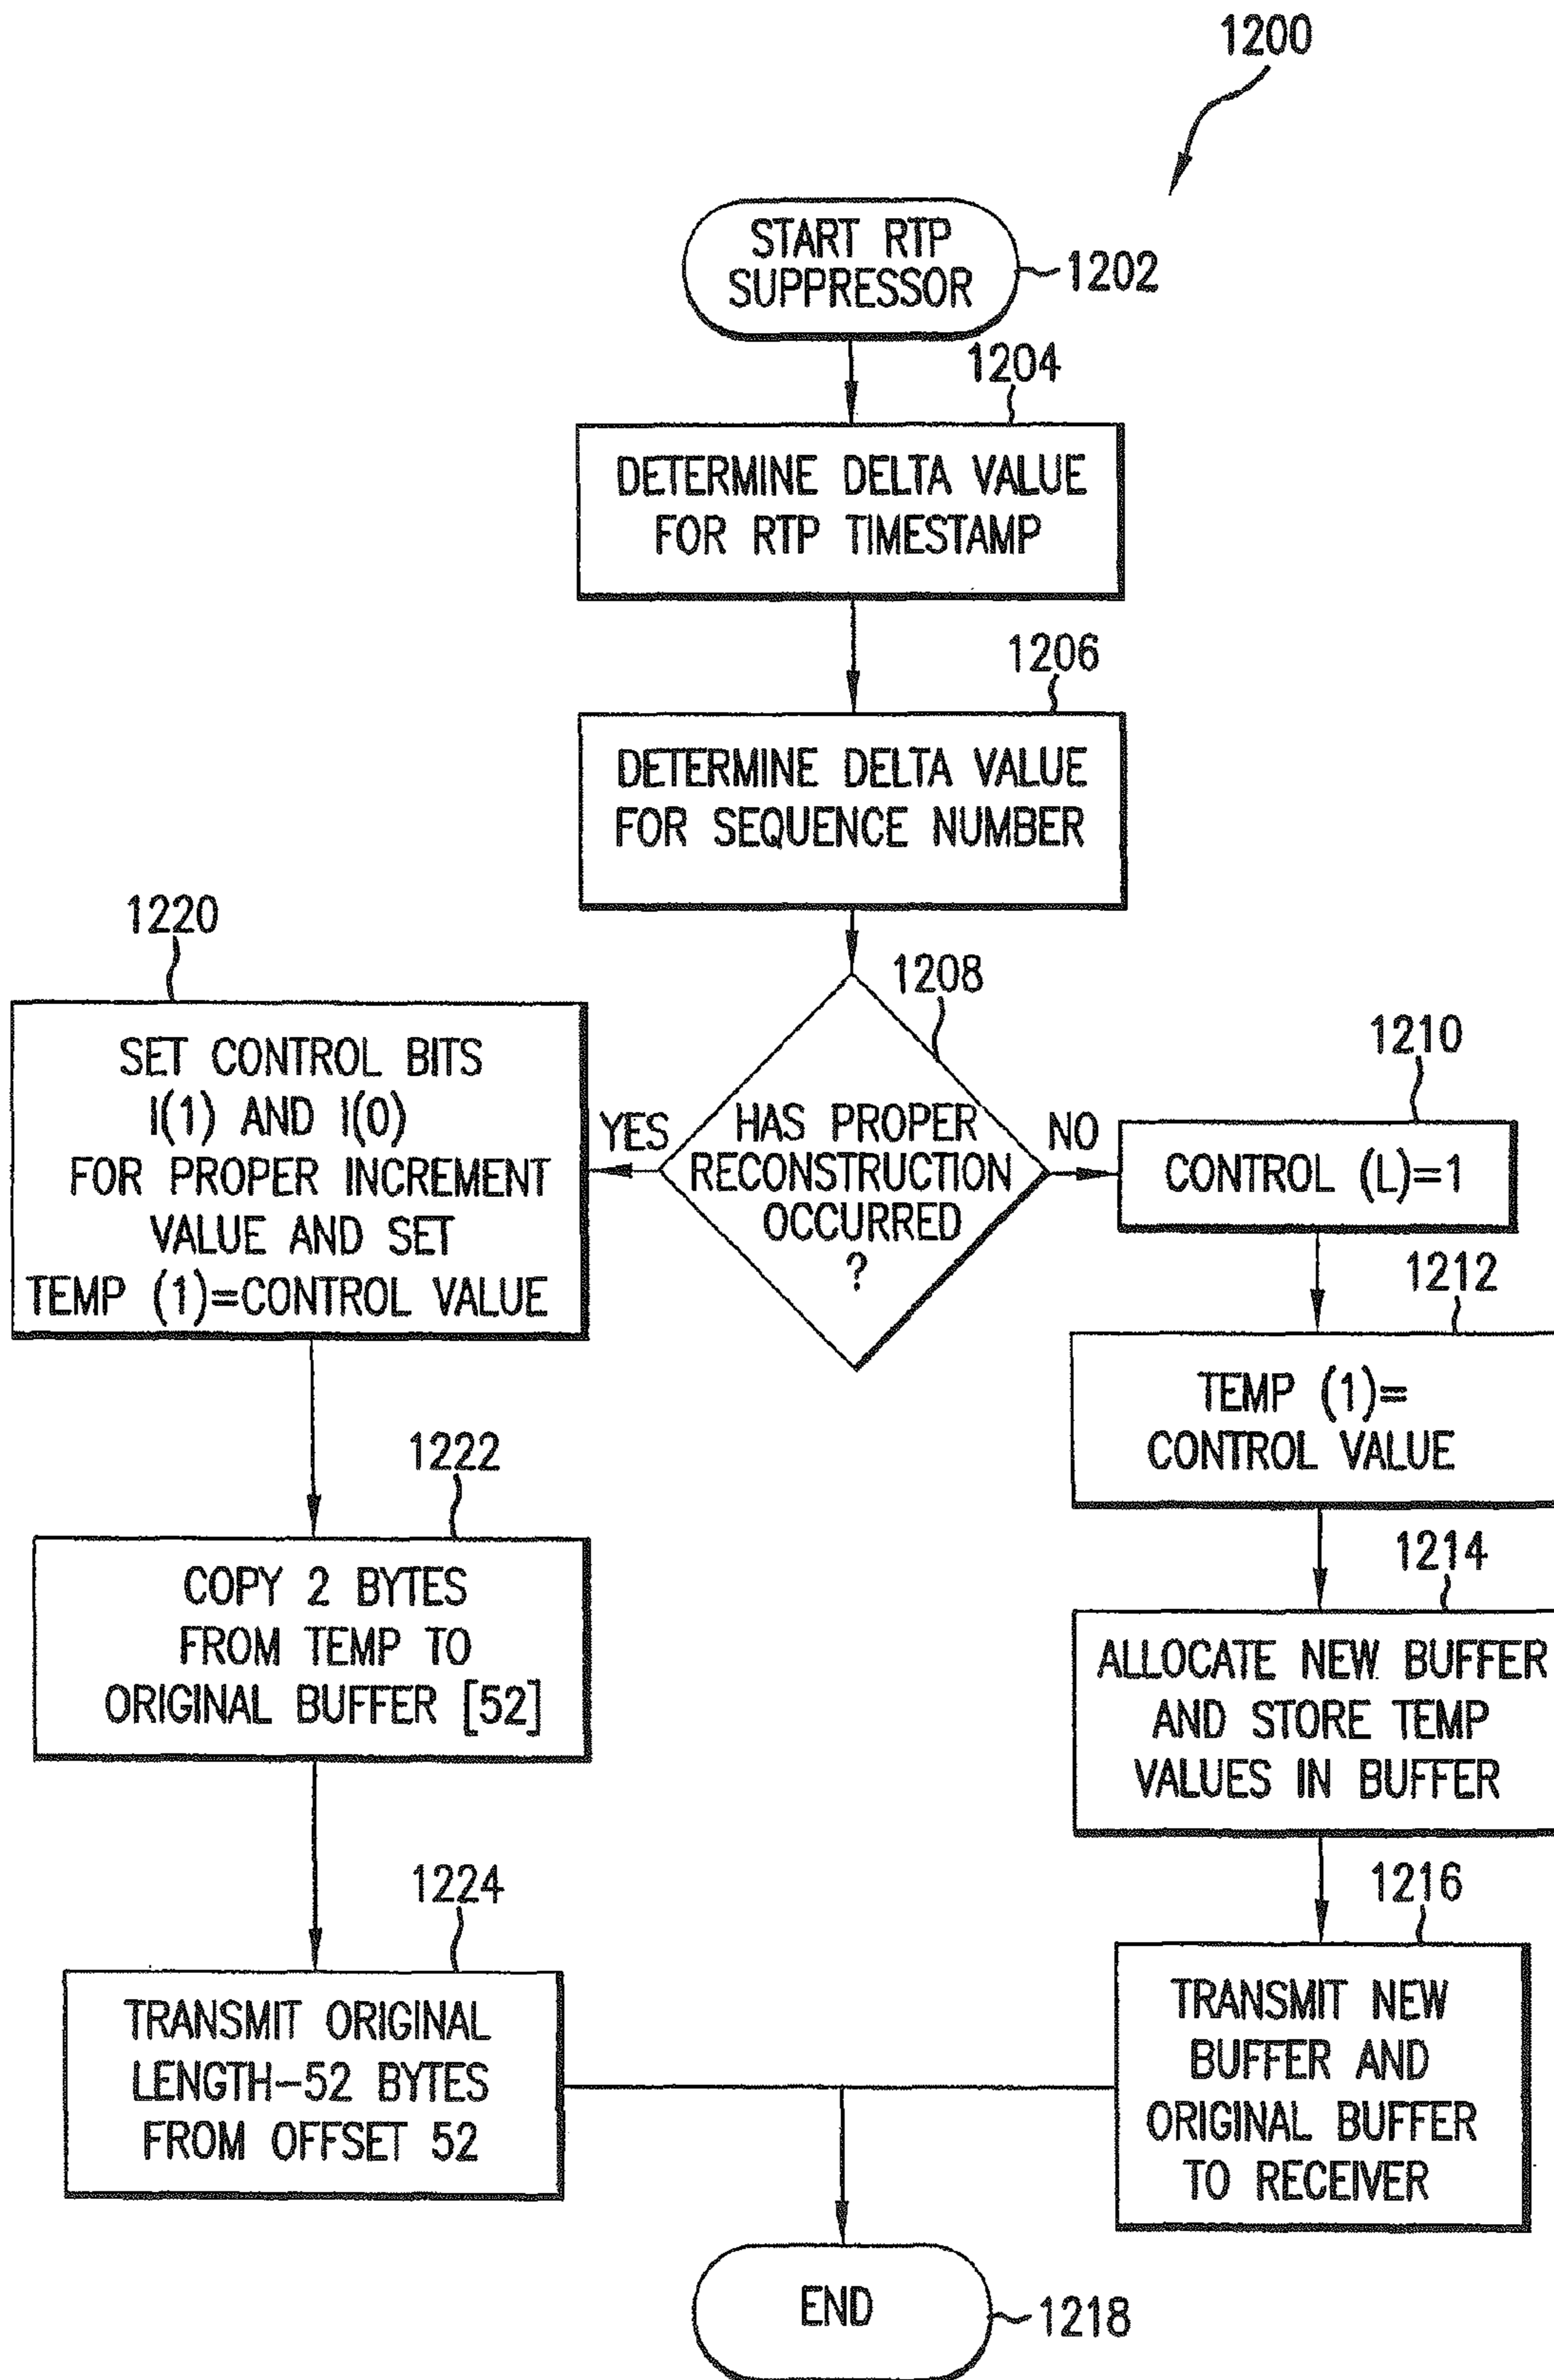 1200
START RTP
SUPPRESSOR
1202
1204
DETERMINE DELTA VALUE
FOR RTP TIMESTAMP
1206
DETERMINE DELTA VALUE
FOR SEQUENCE NUMBER
1208
HAS PROPER
RECONSTRUCTION
OCCURRED
?
YES
NO
1220
SET CONTROL BITS
I(1) AND I(0)
FOR PROPER INCREMENT
VALUE AND SET
TEMP (1)=CONTROL VALUE
1222
COPY 2 BYTES
FROM TEMP TO
ORIGINAL BUFFER [52]
1224
TRANSMIT ORIGINAL
LENGTH-52 BYTES
FROM OFFSET 52
1210
CONTROL (L)=1
1212
TEMP (1)=
CONTROL VALUE
1214
ALLOCATE NEW BUFFER
AND STORE TEMP
VALUES IN BUFFER
1216
TRANSMIT NEW
BUFFER AND
ORIGINAL BUFFER
TO RECEIVER
END
1218